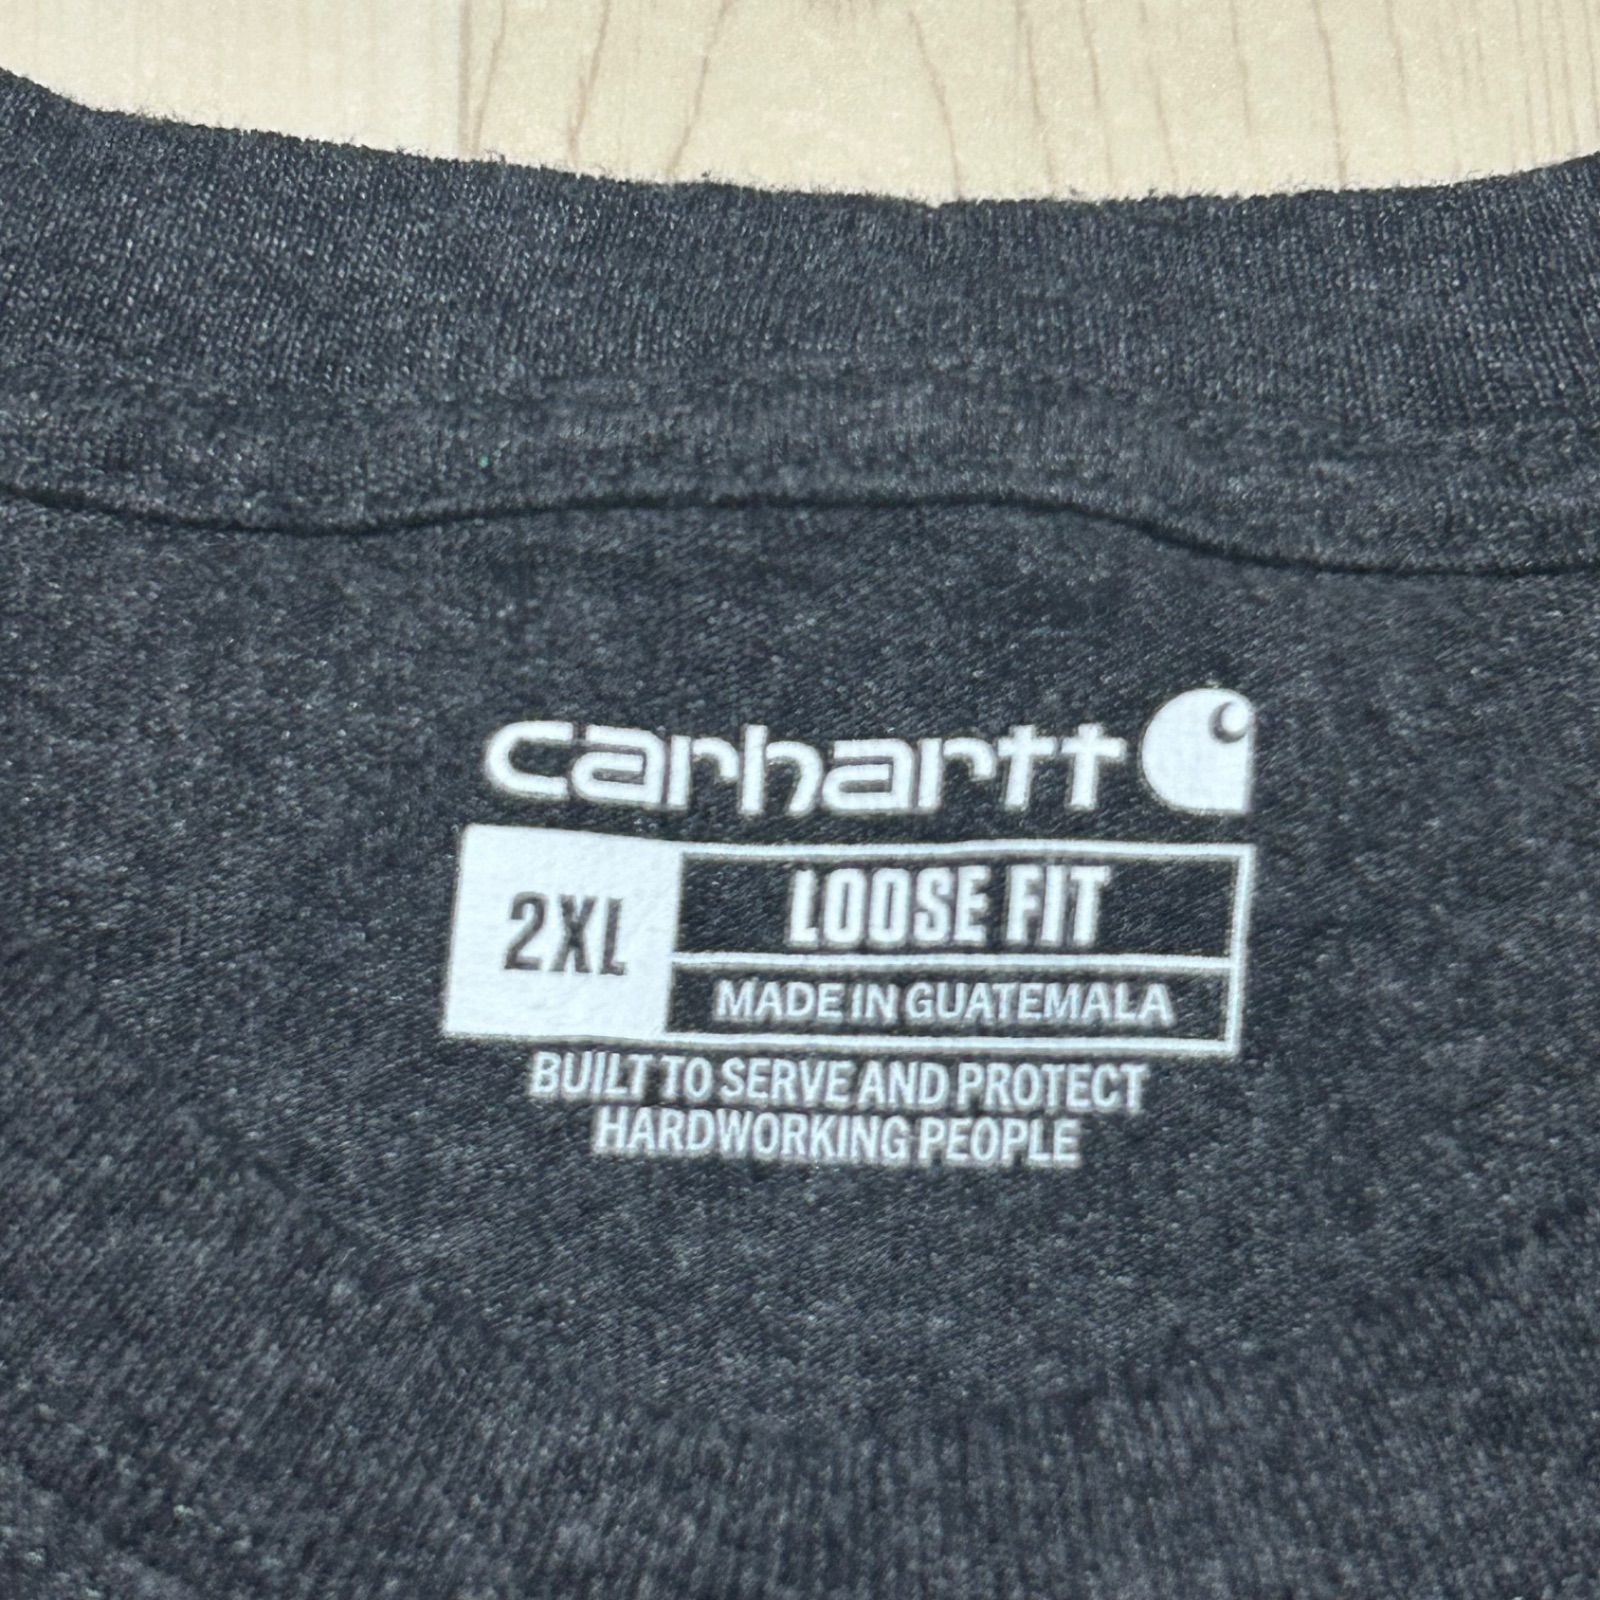 carhartt
2XL
LOOSE FIT
MADE IN GUATEMALA
BUILT TO SERVE AND PROTECT
HARDWORKING PEOPLE